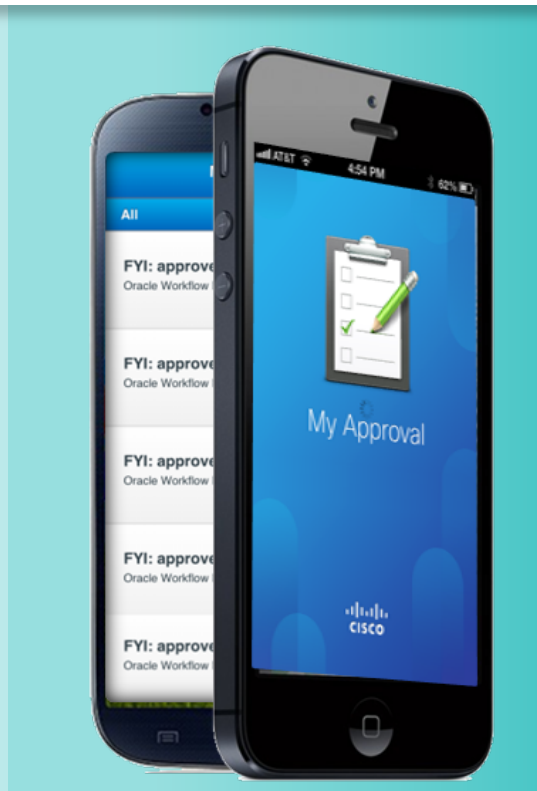 All
FYI: approve
Oracle Workflow
FYI: approve
Oracle Workflow
FYI: approve
Oracle Workflow
FYI: approve
Oracle Workflow
FYI: approve
Oracle Workflow
AT&T 4:54 PM 62%
My Approval
CISCO